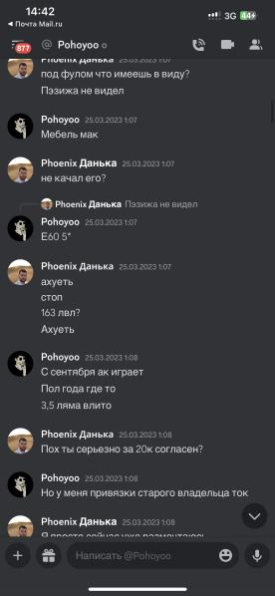 14:42
3G 44
Почта Mail.ru
877
@ Pohoyoo
Phoenix Данька 25.03.2023 1:07
под фулом что имеешь в виду?
Пэзижа не видел
Pohoyoo 25.03.2023 1:07
Мебель мак
Phoenix Данька 25.03.2023 1:07
не качал его?
Phoenix Данька Пэзижа не видел
Pohoyoo 25.03.2023 1:07
Е60 5*
Phoenix Данька 25.03.2023 1:07
ахуеть
стоп
163 лвл?
Ахуеть
Pohoyoo 25.03.2023 1:08
С сентября ак играет
Пол года где то
3,5 ляма влито
Phoenix Данька 25.03.2023 1:08
Пох ты серьезно за 20к согласен?
Pohoyoo 25.03.2023 1:08
Но у меня привязки старого владельца ток
Phoenix Данька 25.03.2023 1:08
Я просто сейчас уже
Написать @Pohoyoo